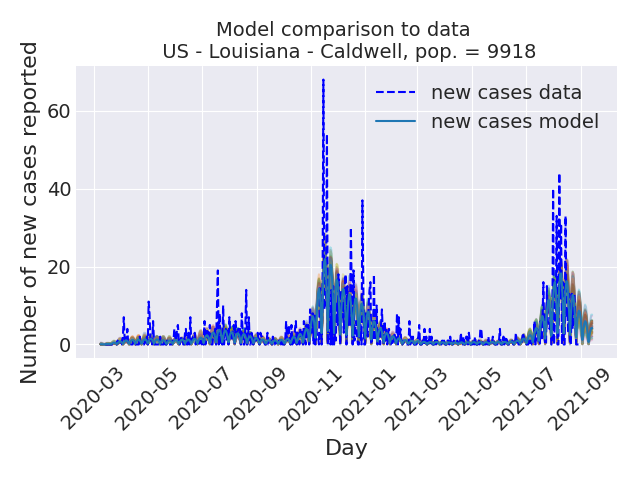 Model comparison to data
US - Louisiana - Caldwell, pop. = 9918
Number of new cases reported
60
40
20
0
new cases data
new cases model
2020-03
2020-05
2020-07
2020-09
2020-11
2021-01
2021-03
2021-05
2021-07
2021-09
Day